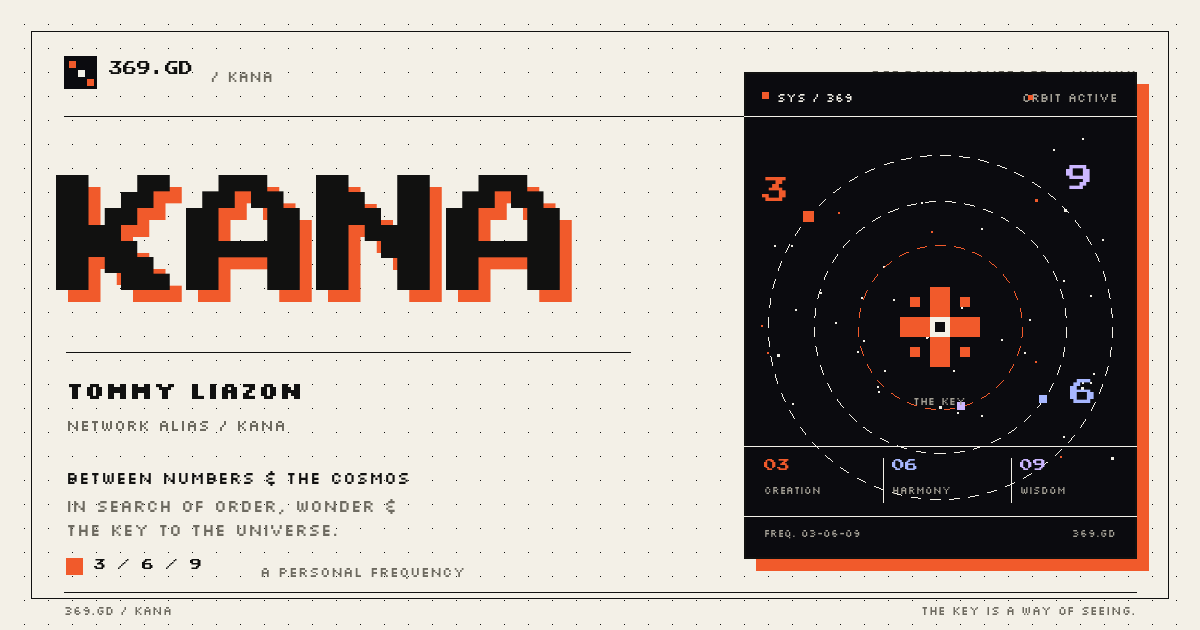 369.GD / KANA
KANA
TOMMY LIAZON
NETWORK ALIAS / KANA
BETWEEN NUMBERS & THE COSMOS
IN SEARCH OF ORDER, WONDER &
THE KEY TO THE UNIVERSE.
3 / 6 / 9
A PERSONAL FREQUENCY
SYS / 369
ORBIT ACTIVE
3
9
6
THE KEY
03
06
09
CREATION
HARMONY
WISDOM
FREQ. 03-06-09
369.GD
369.GD / KANA
THE KEY IS A WAY OF SEEING.